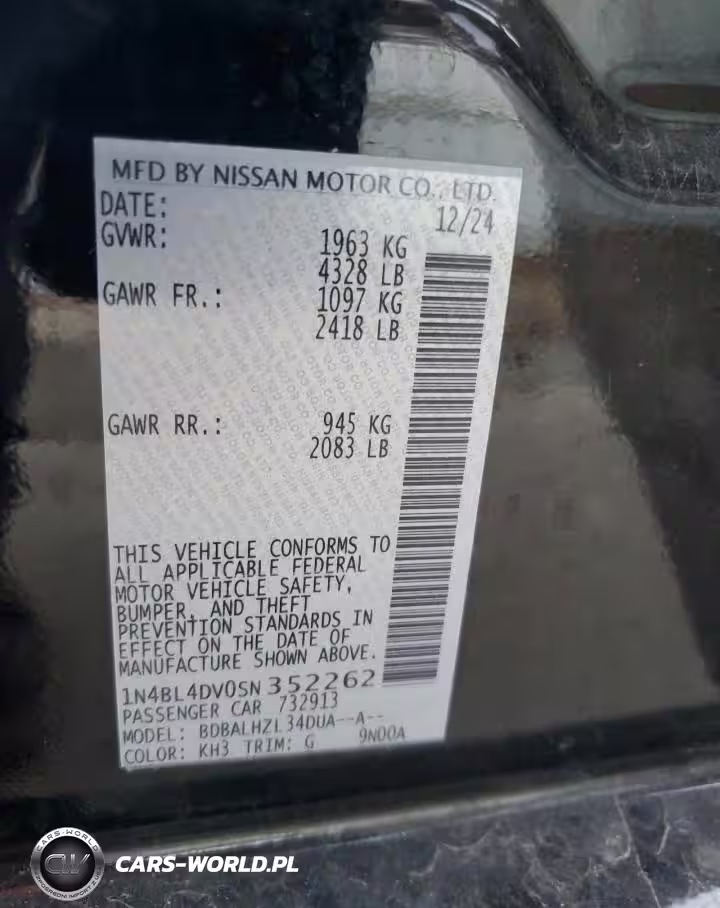 MFD BY NISSAN MOTOR CO., LTD.
DATE: 12/24
GVWR: 1963 KG
4328 LB
GAWR FR.: 1097 KG
2418 LB
GAWR RR.: 945 KG
2083 LB
THIS VEHICLE CONFORMS TO
ALL APPLICABLE FEDERAL
MOTOR VEHICLE SAFETY,
BUMPER, AND THEFT
PREVENTION STANDARDS IN
EFFECT ON THE DATE OF
MANUFACTURE SHOWN ABOVE.
1N4BL4DV0SN352262
PASSENGER CAR 732913
MODEL: BDBALHZL34DUA--A--
COLOR: KH3 TRIM: G 9N00A
CARS-WORLD
CW
CARS-WORLD.PL